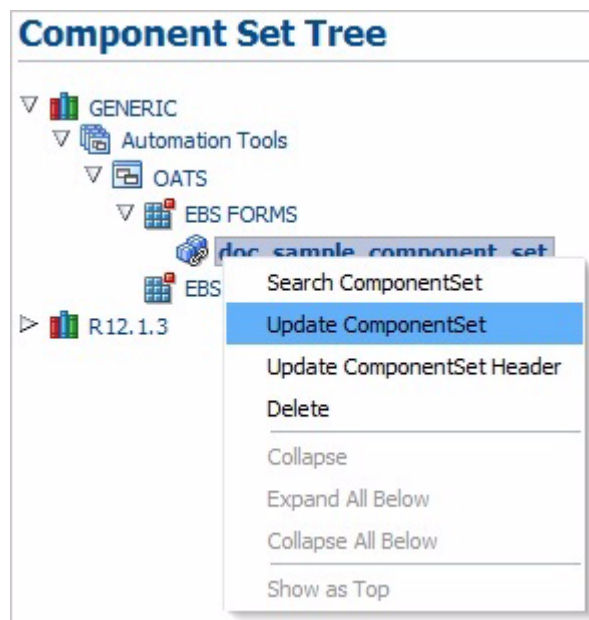 Component Set Tree
GENERIC
Automation Tools
OATS
EBS FORMS
doc_sample_component_set
EBS
Search ComponentSet
Update ComponentSet
R12.1.3
Update ComponentSet Header
Delete
Collapse
Expand All Below
Collapse All Below
Show as Top